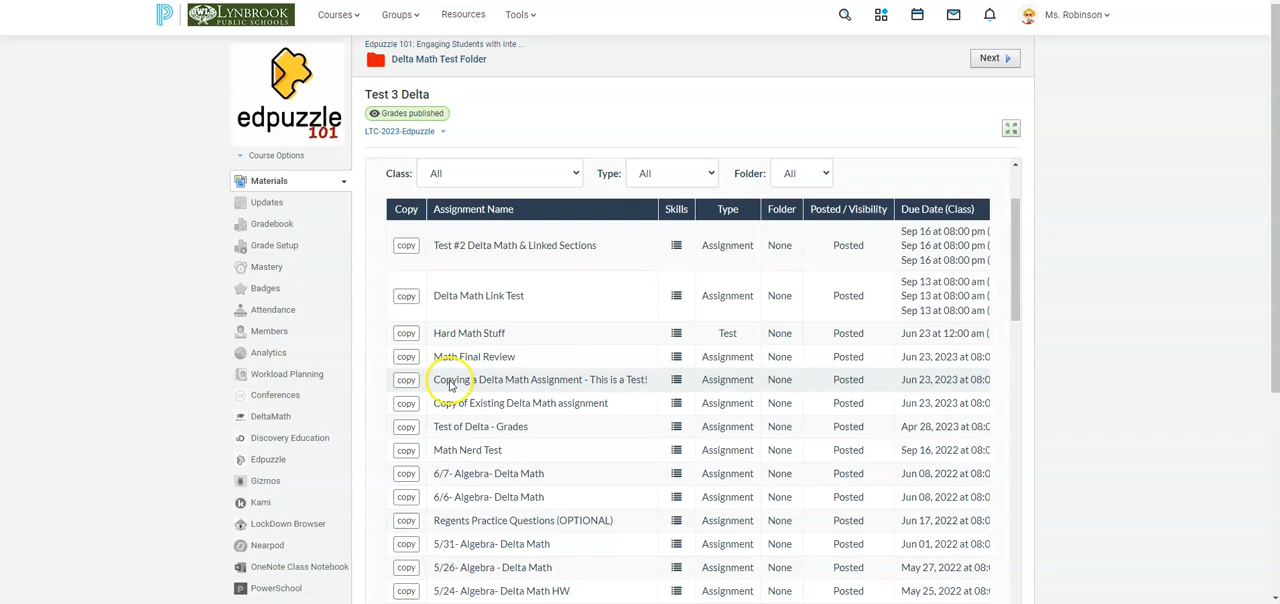 LYNBROOK
PUBLIC SCHOOLS
Courses
Groups
Resources
Tools
Ms. Robinson
edpuzzle
101
Course Options
Materials
Updates
Gradebook
Grade Setup
Mastery
Badges
Attendance
Members
Analytics
Workload Planning
Conferences
DeltaMath
Discovery Education
Edpuzzle
Gizmos
Kami
LockDown Browser
Nearpod
OneNote Class Notebook
PowerSchool
Edpuzzle 101: Engaging Students with Inte ...
Delta Math Test Folder
Next
Test 3 Delta
Grades published
LTC-2023-Edpuzzle
Class: All Type: All Folder: All
Copy Assignment Name Skills Type Folder Posted / Visibility Due Date (Class)
copy Test #2 Delta Math & Linked Sections Assignment None Posted Sep 16 at 08:00 pm (
Sep 16 at 08:00 pm (
Sep 16 at 08:00 pm (
copy Delta Math Link Test Assignment None Posted Sep 13 at 08:00 am (
Sep 13 at 08:00 am (
Sep 13 at 08:00 am (
copy Hard Math Stuff Test None Posted Jun 23 at 12:00 am (
copy Math Final Review Assignment None Posted Jun 23, 2023 at 08:0
copy Copying a Delta Math Assignment - This is a Test! Assignment None Posted Jun 23, 2023 at 08:0
copy Copy of Existing Delta Math assignment Assignment None Posted Jun 23, 2023 at 08:0
copy Test of Delta - Grades Assignment None Posted Apr 28, 2023 at 08:0
copy Math Nerd Test Assignment None Posted Sep 16, 2022 at 08:0
copy 6/7- Algebra- Delta Math Assignment None Posted Jun 08, 2022 at 08:0
copy 6/6- Algebra- Delta Math Assignment None Posted Jun 08, 2022 at 08:0
copy Regents Practice Questions (OPTIONAL) Assignment None Posted Jun 17, 2022 at 08:0
copy 5/31- Algebra- Delta Math Assignment None Posted Jun 01, 2022 at 08:0
copy 5/26- Algebra - Delta Math Assignment None Posted May 27, 2022 at 08:0
copy 5/24- Algebra- Delta Math HW Assignment None Posted May 25, 2022 at 08:0